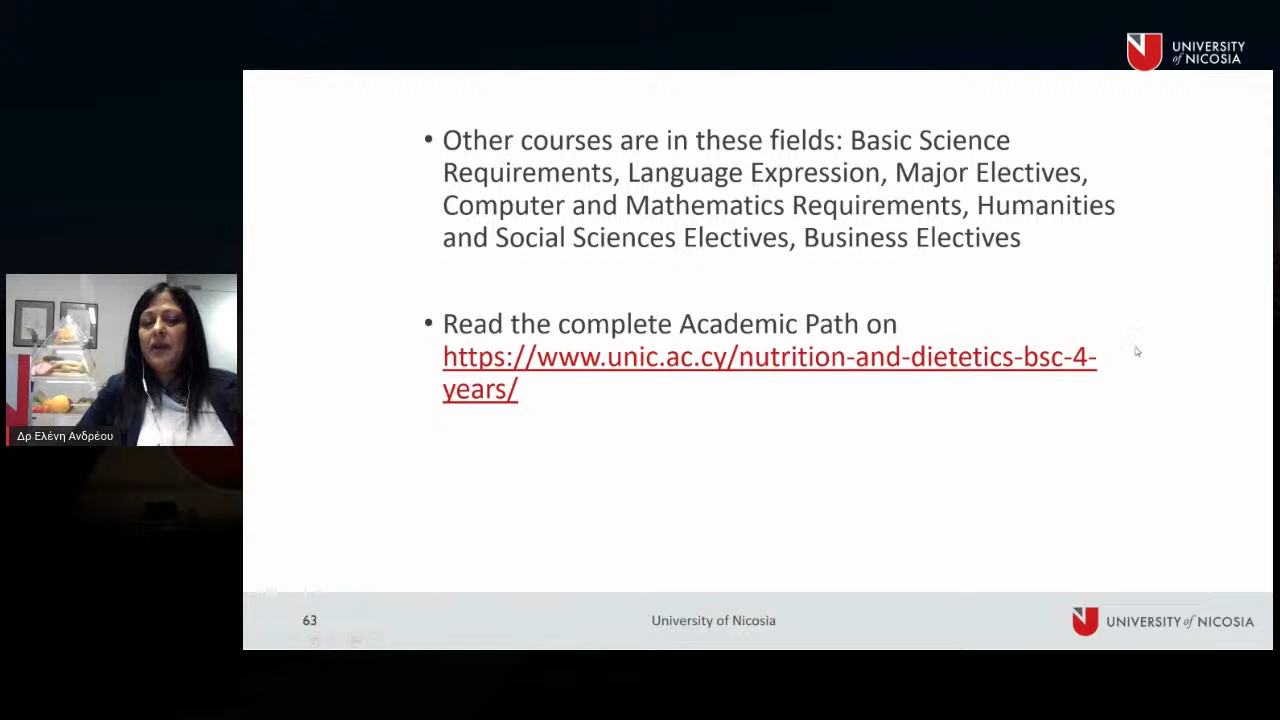 UNIVERSITY
of NICOSIA
• Other courses are in these fields: Basic Science
Requirements, Language Expression, Major Electives,
Computer and Mathematics Requirements, Humanities
and Social Sciences Electives, Business Electives
• Read the complete Academic Path on
https://www.unic.ac.cy/nutrition-and-dietetics-bsc-4-
years/
Δρ Ελένη Ανδρέου
63
University of Nicosia
UNIVERSITY of NICOSIA